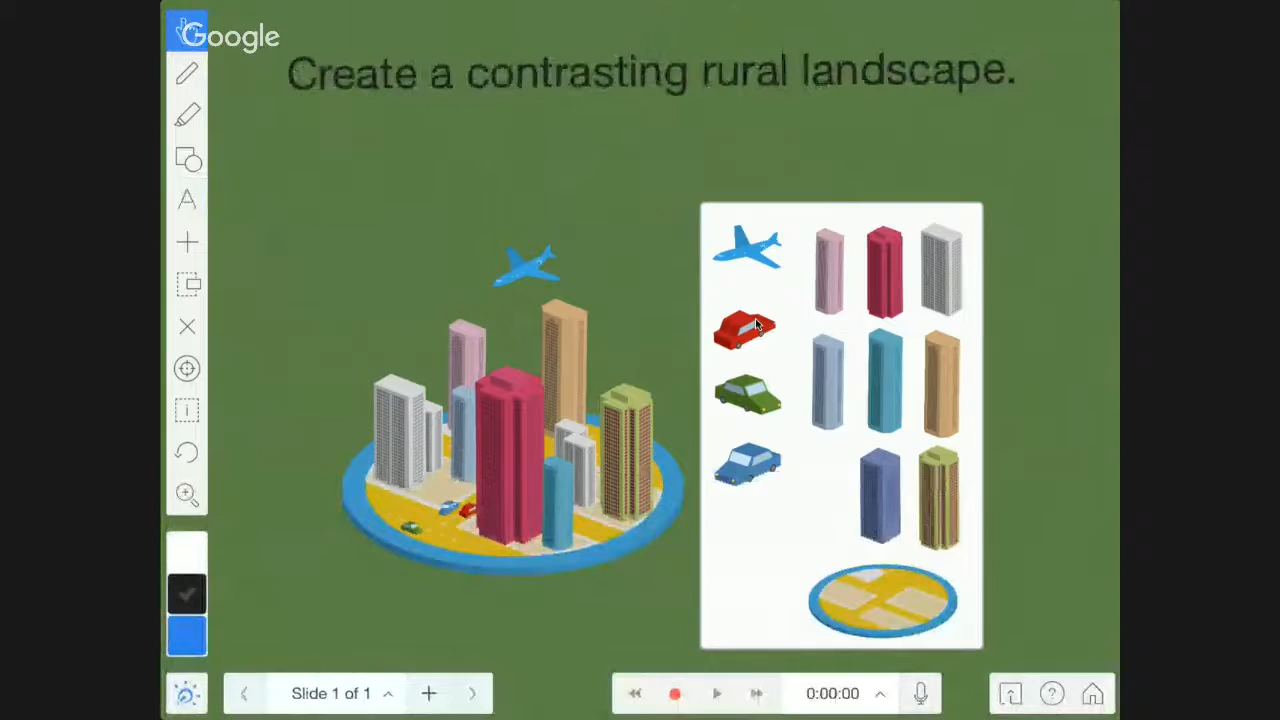 Google
Create a contrasting rural landscape.
A
i
Slide 1 of 1
0:00:00
?